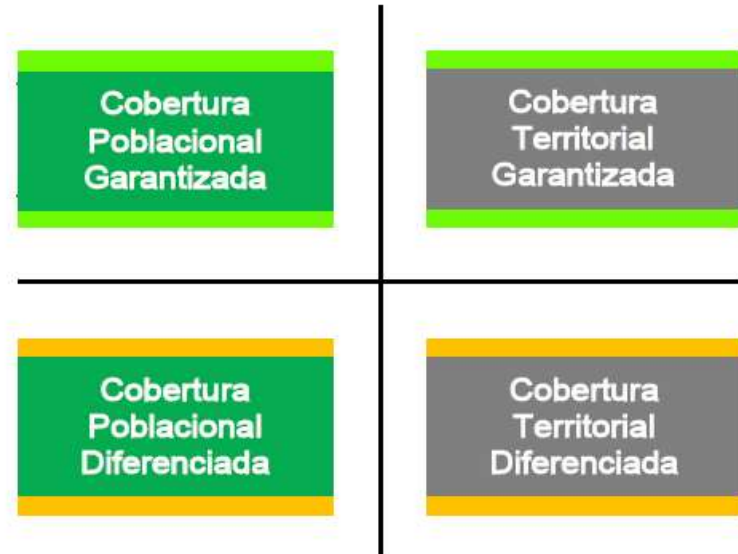 Cobertura
Poblacional
Garantizada
Cobertura
Territorial
Garantizada
Cobertura
Poblacional
Diferenciada
Cobertura
Territorial
Diferenciada